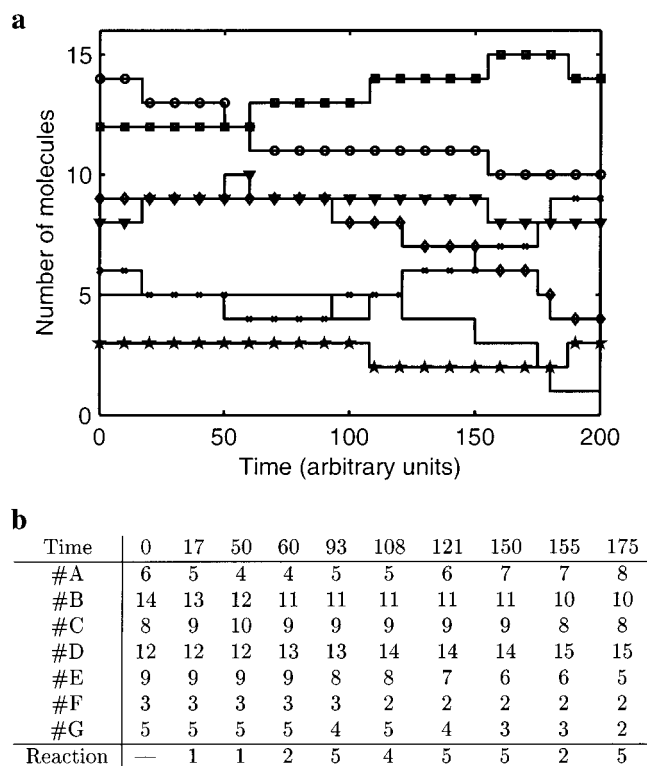 a
15
10
5
0
Number of molecules
0 50 100 150 200
Time (arbitrary units)
b
Time 0 17 50 60 93 108 121 150 155 175
#A 6 5 4 4 5 5 6 7 7 8
#B 14 13 12 11 11 11 11 11 10 10
#C 8 9 10 9 9 9 9 9 8 8
#D 12 12 12 13 13 14 14 14 15 15
#E 9 9 9 9 8 8 7 6 6 5
#F 3 3 3 3 3 2 2 2 2 2
#G 5 5 5 5 4 5 4 3 3 2
Reaction — 1 1 2 5 4 5 5 2 5